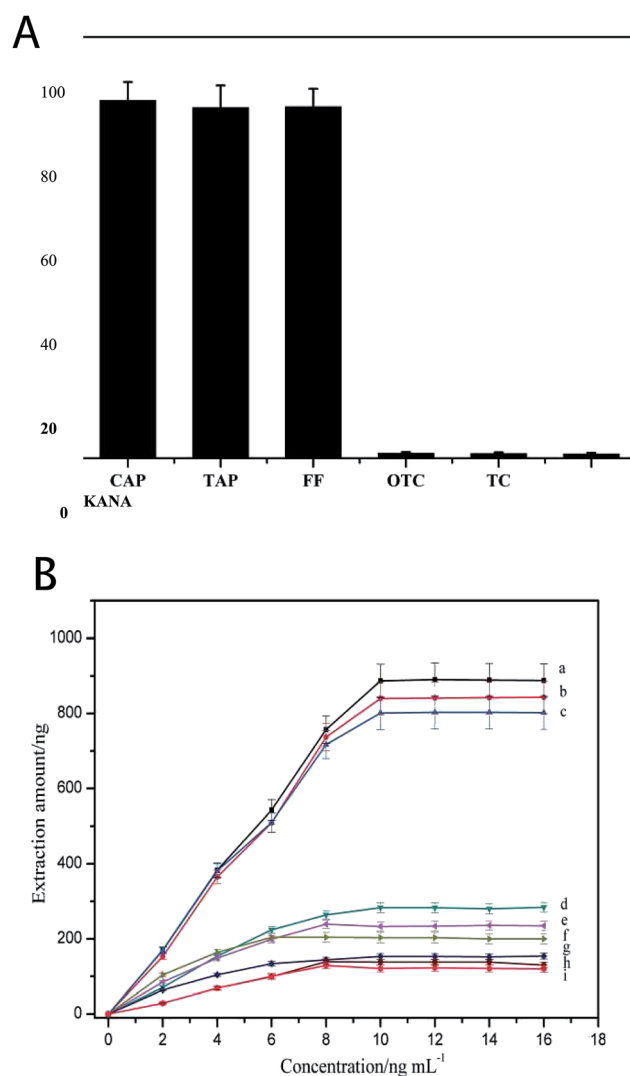 A
100
80
60
40
20
0
CAP TAP FF OTC TC
KANA
B
1000
800
600
400
200
0
Extraction amount/ng
a
b
c
d
e
f
g
h
i
0 2 4 6 8 10 12 14 16 18
Concentration/ng mL⁻¹